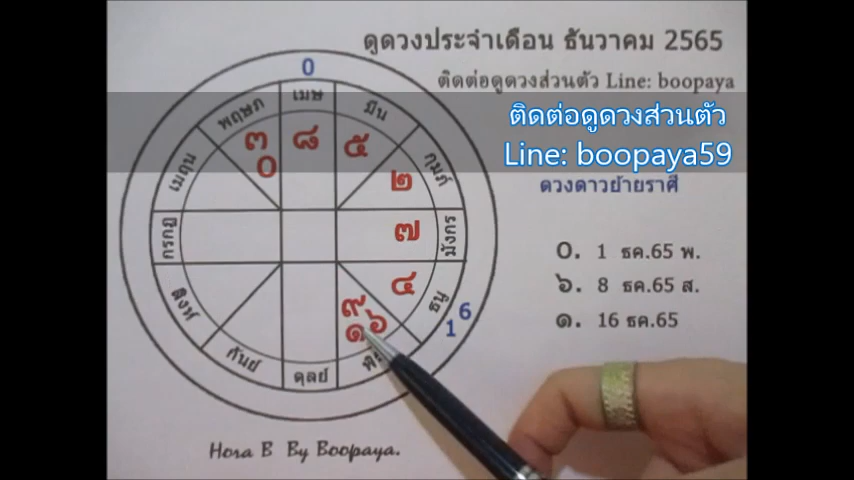 ดูดวงประจำเดือน ธันวาคม 2565
ติดต่อดูดวงส่วนตัว Line: boopaya
ติดต่อดูดวงส่วนตัว
Line: boopaya59
ดวงดาวย้ายราศี
๐. 1 ธค.65 พ.
๖. 8 ธค.65 ส.
๑. 16 ธค.65
0
เมษ
พฤษภ
มีน
๓
๘
๕
๐
เมถุน
กุมภ์
๒
กรกฎ
๗
มังกร
สิงห์
๔
ธนู
๙
๑ ๖
1 6
กันย์
ตุลย์
Hora B By Boopaya.